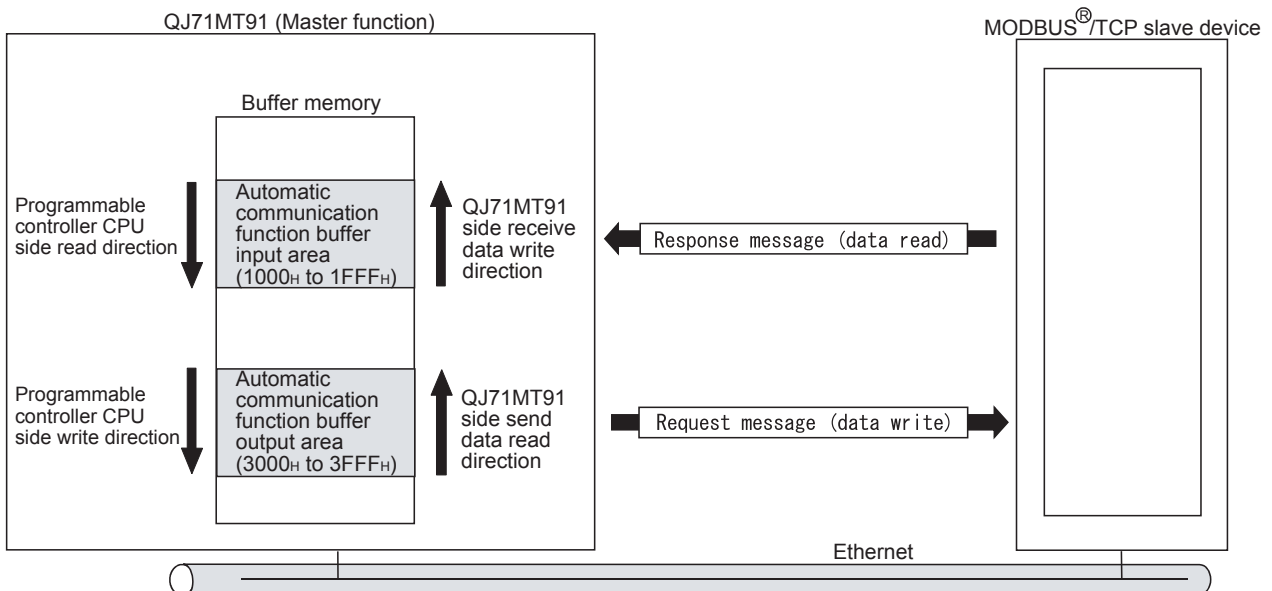 QJ71MT91 (Master function)
MODBUS®/TCP slave device
Buffer memory
Programmable
controller CPU
side read direction
Automatic
communication
function buffer
input area
(1000H to 1FFFH)
QJ71MT91
side receive
data write
direction
Response message (data read)
Programmable
controller CPU
side write direction
Automatic
communication
function buffer
output area
(3000H to 3FFFH)
QJ71MT91
side send
data read
direction
Request message (data write)
Ethernet